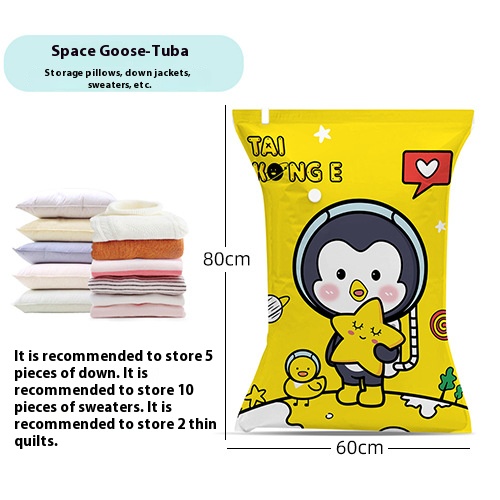 Space Goose-Tuba
Storage pillows, down jackets,
sweaters, etc.
TAI
KONG E
80cm
It is recommended to store 5
pieces of down. It is
recommended to store 10
pieces of sweaters. It is
recommended to store 2 thin
quilts.
60cm